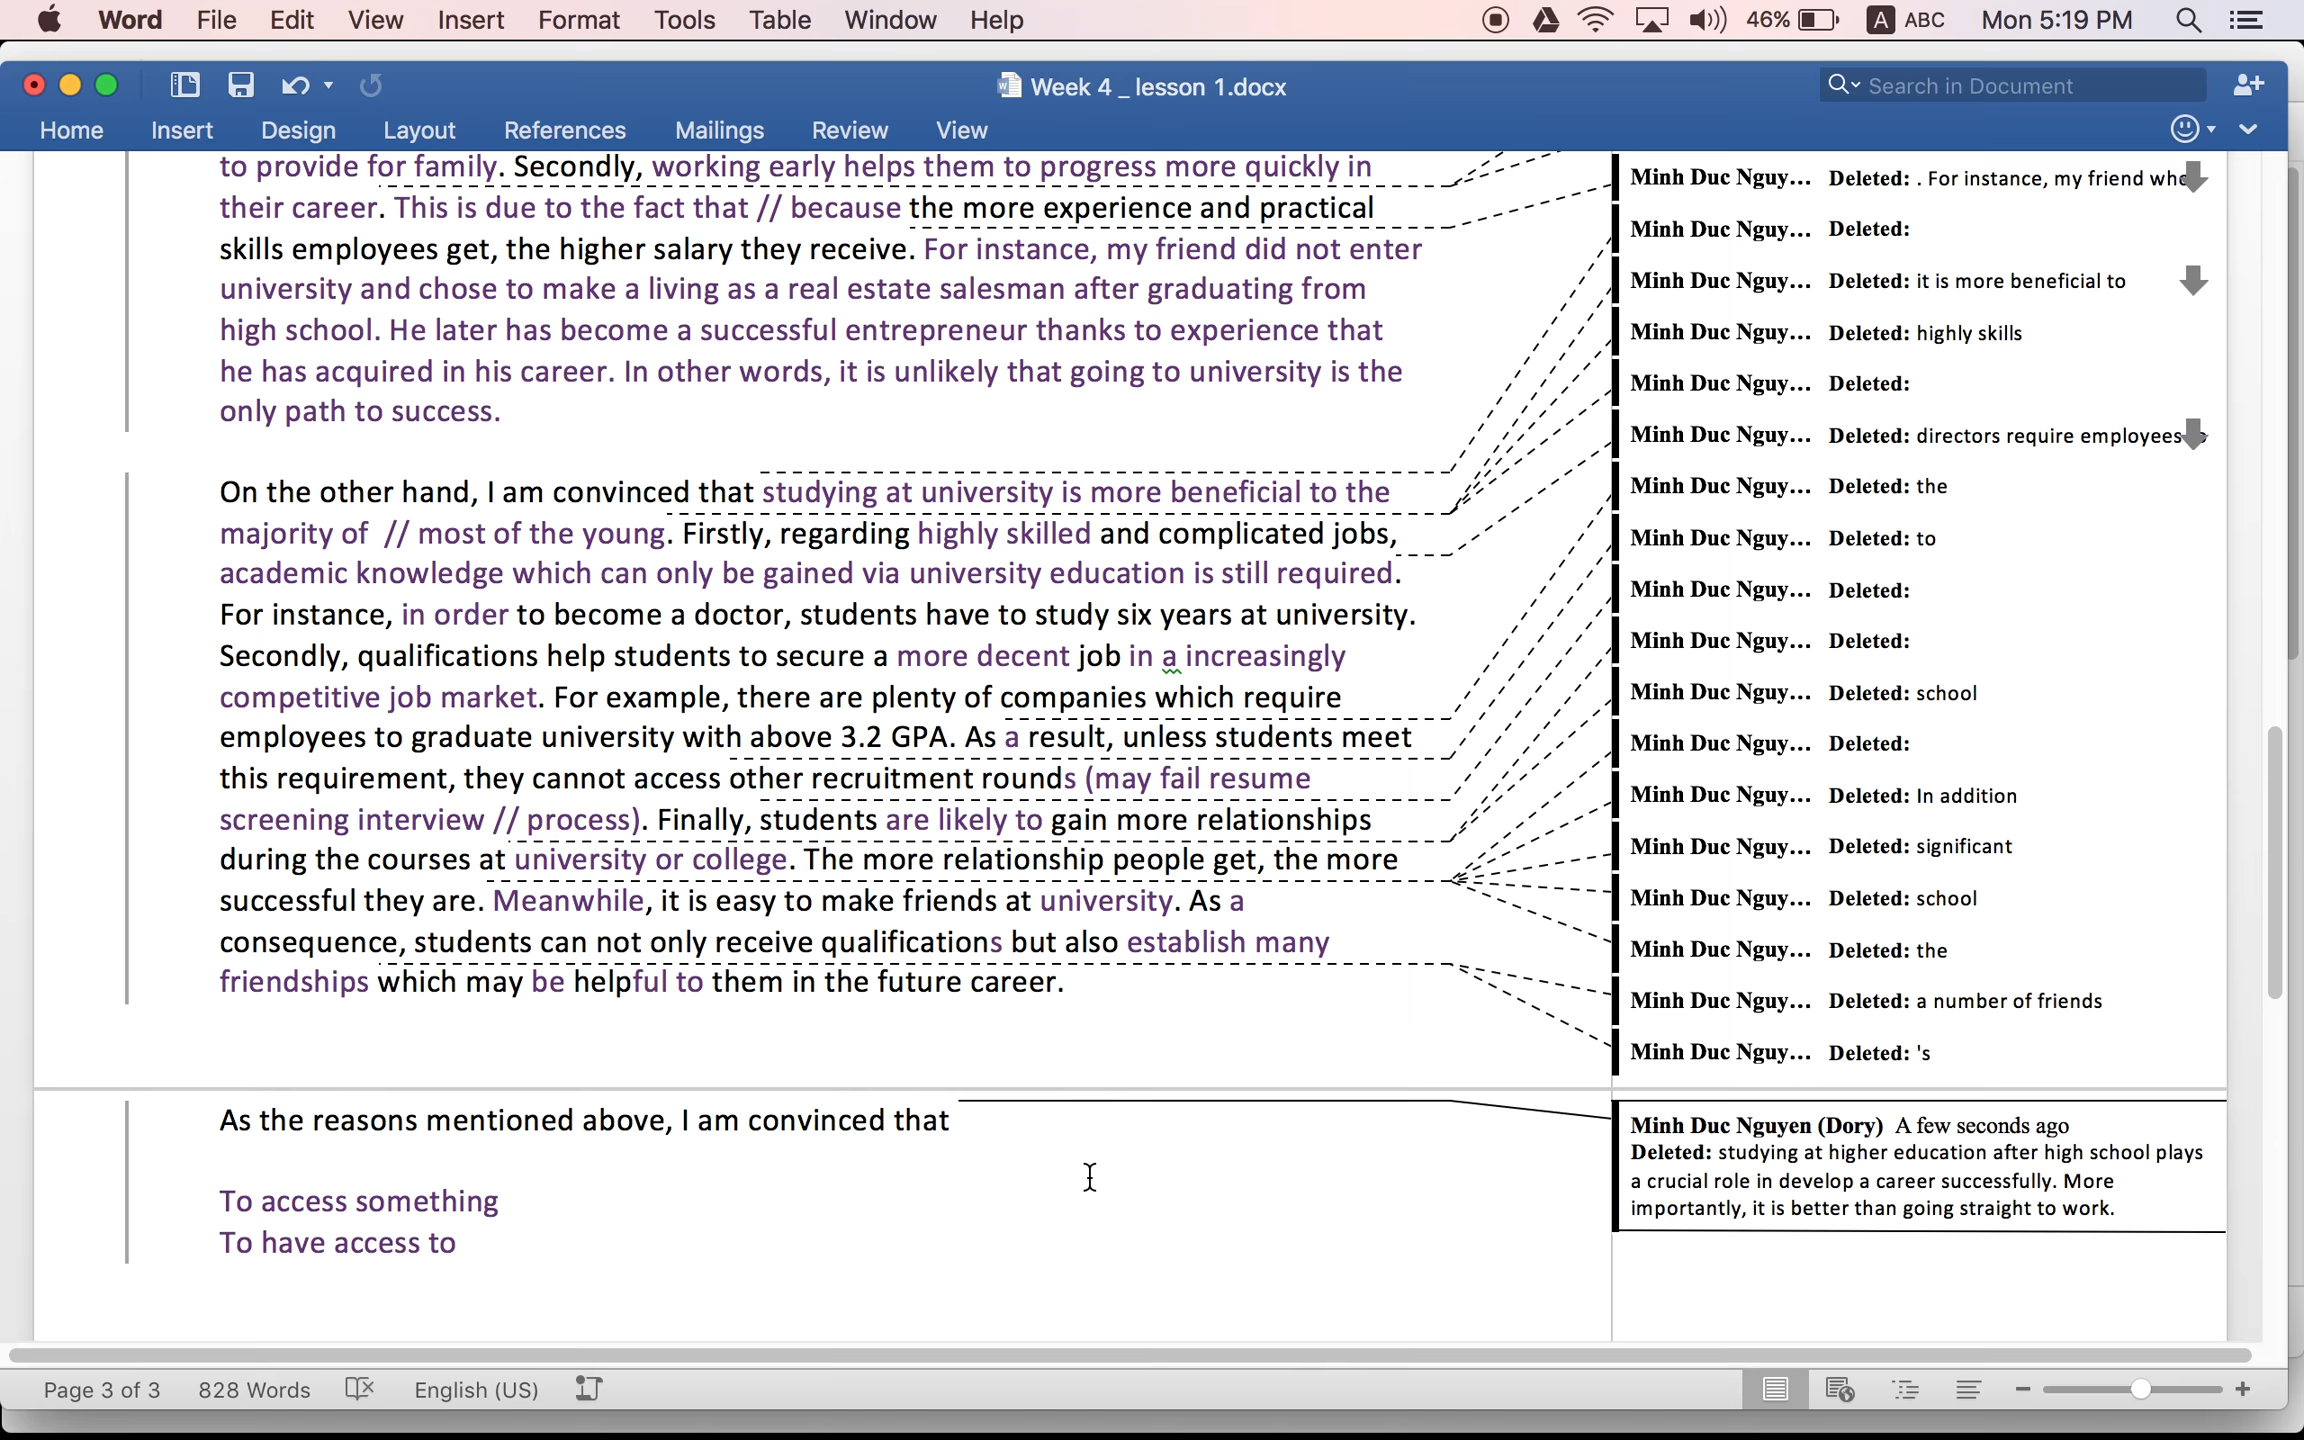 Word File Edit View Insert Format Tools Table Window Help 46% A ABC Mon 5:19 PM
Week 4 _ lesson 1.docx Search in Document
Home Insert Design Layout References Mailings Review View
to provide for family. Secondly, working early helps them to progress more quickly in
their career. This is due to the fact that // because the more experience and practical
skills employees get, the higher salary they receive. For instance, my friend did not enter
university and chose to make a living as a real estate salesman after graduating from
high school. He later has become a successful entrepreneur thanks to experience that
he has acquired in his career. In other words, it is unlikely that going to university is the
only path to success.
On the other hand, I am convinced that studying at university is more beneficial to the
majority of // most of the young. Firstly, regarding highly skilled and complicated jobs,
academic knowledge which can only be gained via university education is still required.
For instance, in order to become a doctor, students have to study six years at university.
Secondly, qualifications help students to secure a more decent job in a increasingly
competitive job market. For example, there are plenty of companies which require
employees to graduate university with above 3.2 GPA. As a result, unless students meet
this requirement, they cannot access other recruitment rounds (may fail resume
screening interview // process). Finally, students are likely to gain more relationships
during the courses at university or college. The more relationship people get, the more
successful they are. Meanwhile, it is easy to make friends at university. As a
consequence, students can not only receive qualifications but also establish many
friendships which may be helpful to them in the future career.
As the reasons mentioned above, I am convinced that
To access something
To have access to
Minh Duc Nguy... Deleted: . For instance, my friend who
Minh Duc Nguy... Deleted:
Minh Duc Nguy... Deleted: it is more beneficial to
Minh Duc Nguy... Deleted: highly skills
Minh Duc Nguy... Deleted:
Minh Duc Nguy... Deleted: directors require employees
Minh Duc Nguy... Deleted: the
Minh Duc Nguy... Deleted: to
Minh Duc Nguy... Deleted:
Minh Duc Nguy... Deleted:
Minh Duc Nguy... Deleted: school
Minh Duc Nguy... Deleted:
Minh Duc Nguy... Deleted: In addition
Minh Duc Nguy... Deleted: significant
Minh Duc Nguy... Deleted: school
Minh Duc Nguy... Deleted: the
Minh Duc Nguy... Deleted: a number of friends
Minh Duc Nguy... Deleted: 's
Minh Duc Nguyen (Dory) A few seconds ago
Deleted: studying at higher education after high school plays
a crucial role in develop a career successfully. More
importantly, it is better than going straight to work.
Page 3 of 3 828 Words English (US)